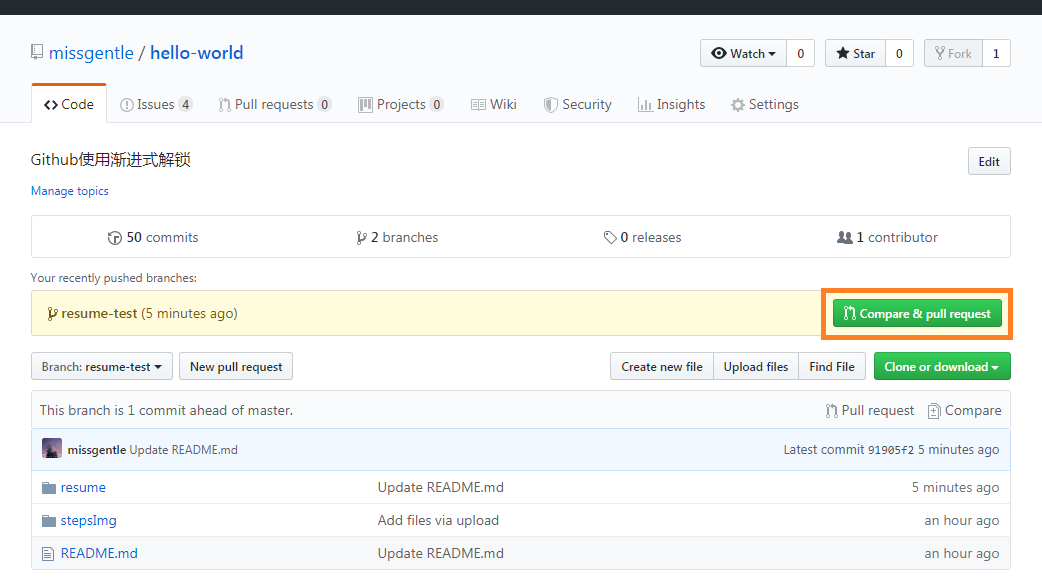 missgentle / hello-world
Watch 0 Star 0 Fork 1
Code Issues 4 Pull requests 0 Projects 0 Wiki Security Insights Settings
Github使用渐进式解锁
Edit
Manage topics
50 commits 2 branches 0 releases 1 contributor
Your recently pushed branches:
resume-test (5 minutes ago) Compare & pull request
Branch: resume-test New pull request Create new file Upload files Find File Clone or download
This branch is 1 commit ahead of master. Pull request Compare
missgentle Update README.md Latest commit 91905f2 5 minutes ago
resume Update README.md 5 minutes ago
stepsImg Add files via upload an hour ago
README.md Update README.md an hour ago